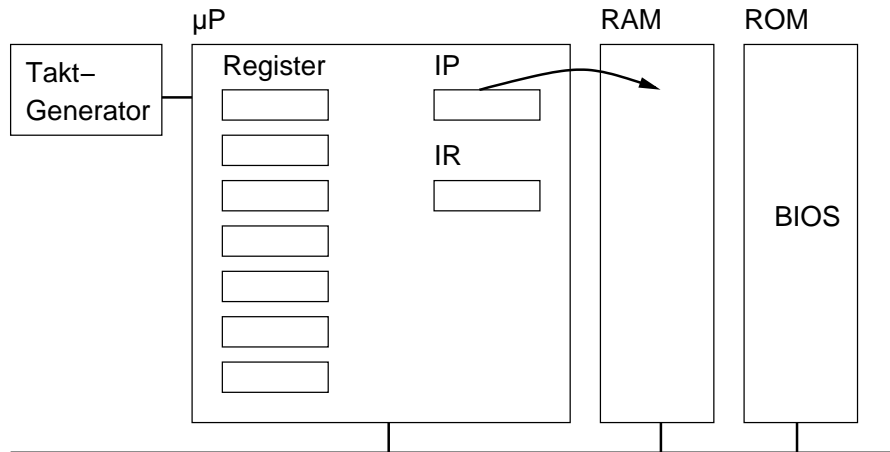 µP
RAM
ROM
Takt–
Generator
Register
IP
IR
BIOS